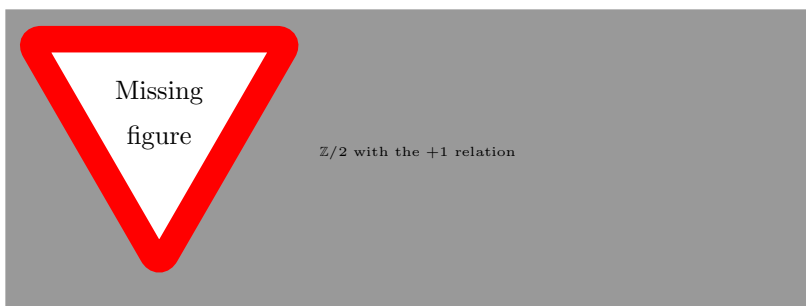 Missing
figure
ℤ/2 with the +1 relation